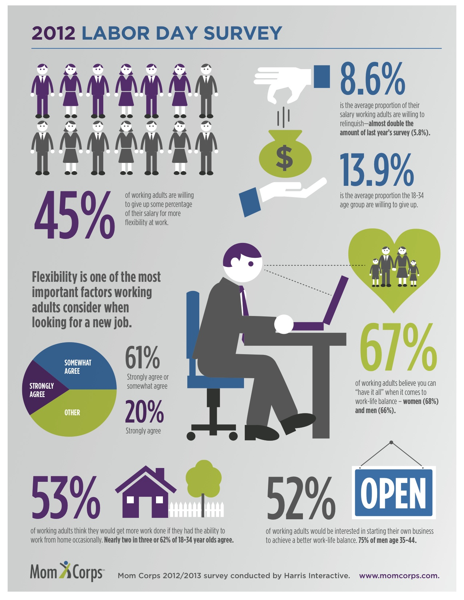 2012 LABOR DAY SURVEY
8.6%
is the average proportion of their
salary working adults are willing to
relinquish—almost double the
amount of last year's survey (5.8%).
$
13.9%
is the average proportion the 18-34
age group are willing to give up.
45%
of working adults are willing
to give up some percentage
of their salary for more
flexibility at work.
Flexibility is one of the most
important factors working
adults consider when
looking for a new job.
SOMEWHAT
AGREE
STRONGLY
AGREE
OTHER
61%
Strongly agree or
somewhat agree
20%
Strongly agree
67%
of working adults believe you can
"have it all" when it comes to
work-life balance – women (68%)
and men (66%).
53%
of working adults think they would get more work done if they had the ability to
work from home occasionally. Nearly two in three or 62% of 18–34 year olds agree.
52%
OPEN
of working adults would be interested in starting their own business
to achieve a better work-life balance. 75% of men age 35–44.
Mom Corps™
Mom Corps 2012/2013 survey conducted by Harris Interactive. www.momcorps.com.